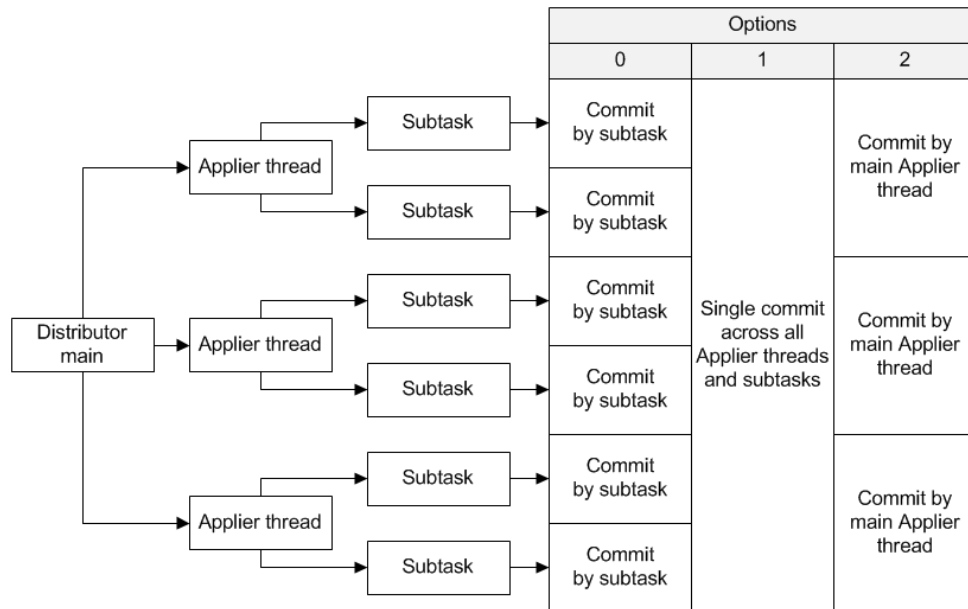 Options
0
1
2
Subtask
Commit
by subtask
Applier thread
Commit by
main Applier
thread
Subtask
Commit
by subtask
Subtask
Commit
by subtask
Distributor
main
Applier thread
Single commit
across all
Applier threads
and subtasks
Commit by
main Applier
thread
Subtask
Commit
by subtask
Subtask
Commit
by subtask
Applier thread
Commit by
main Applier
thread
Subtask
Commit
by subtask